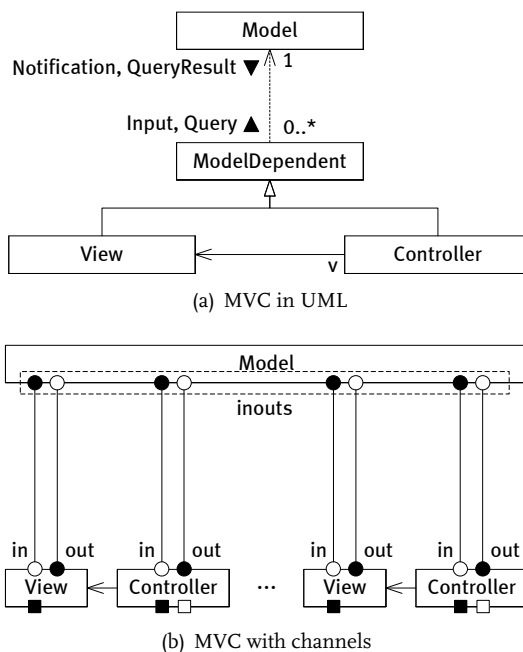 Model
Notification, QueryResult ▼ 1
Input, Query ▲ 0..*
ModelDependent
View
v
Controller
(a) MVC in UML
Model
inouts
in out in out in out in out
View Controller ... View Controller
(b) MVC with channels